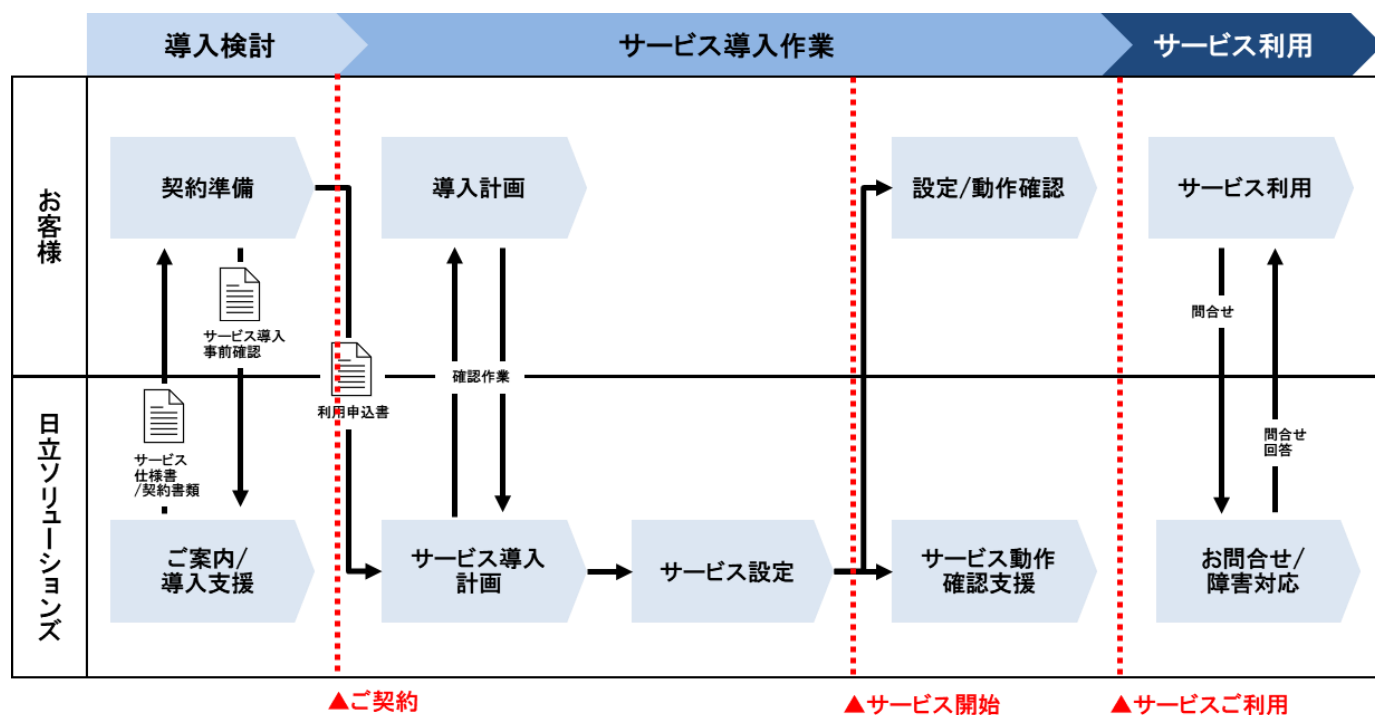 導入検討
サービス導入作業
サービス利用
お客様
契約準備
導入計画
設定/動作確認
サービス利用
サービス導入
事前確認
問合せ
利用申込書
確認作業
日立ソリューションズ
サービス
仕様書
/契約書類
問合せ
回答
ご案内/
導入支援
サービス導入
計画
サービス設定
サービス動作
確認支援
お問合せ/
障害対応
▲ご契約
▲サービス開始
▲サービスご利用